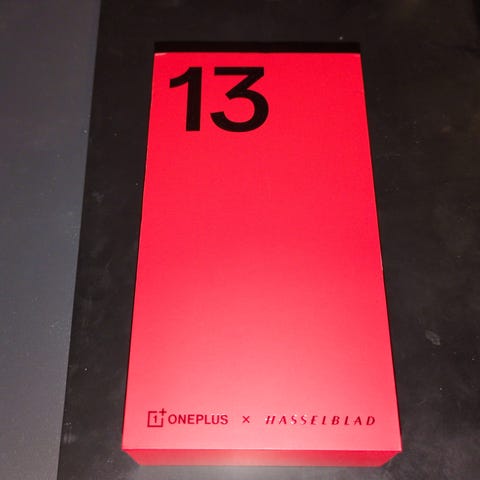 13
ONEPLUS × HASSELBLAD